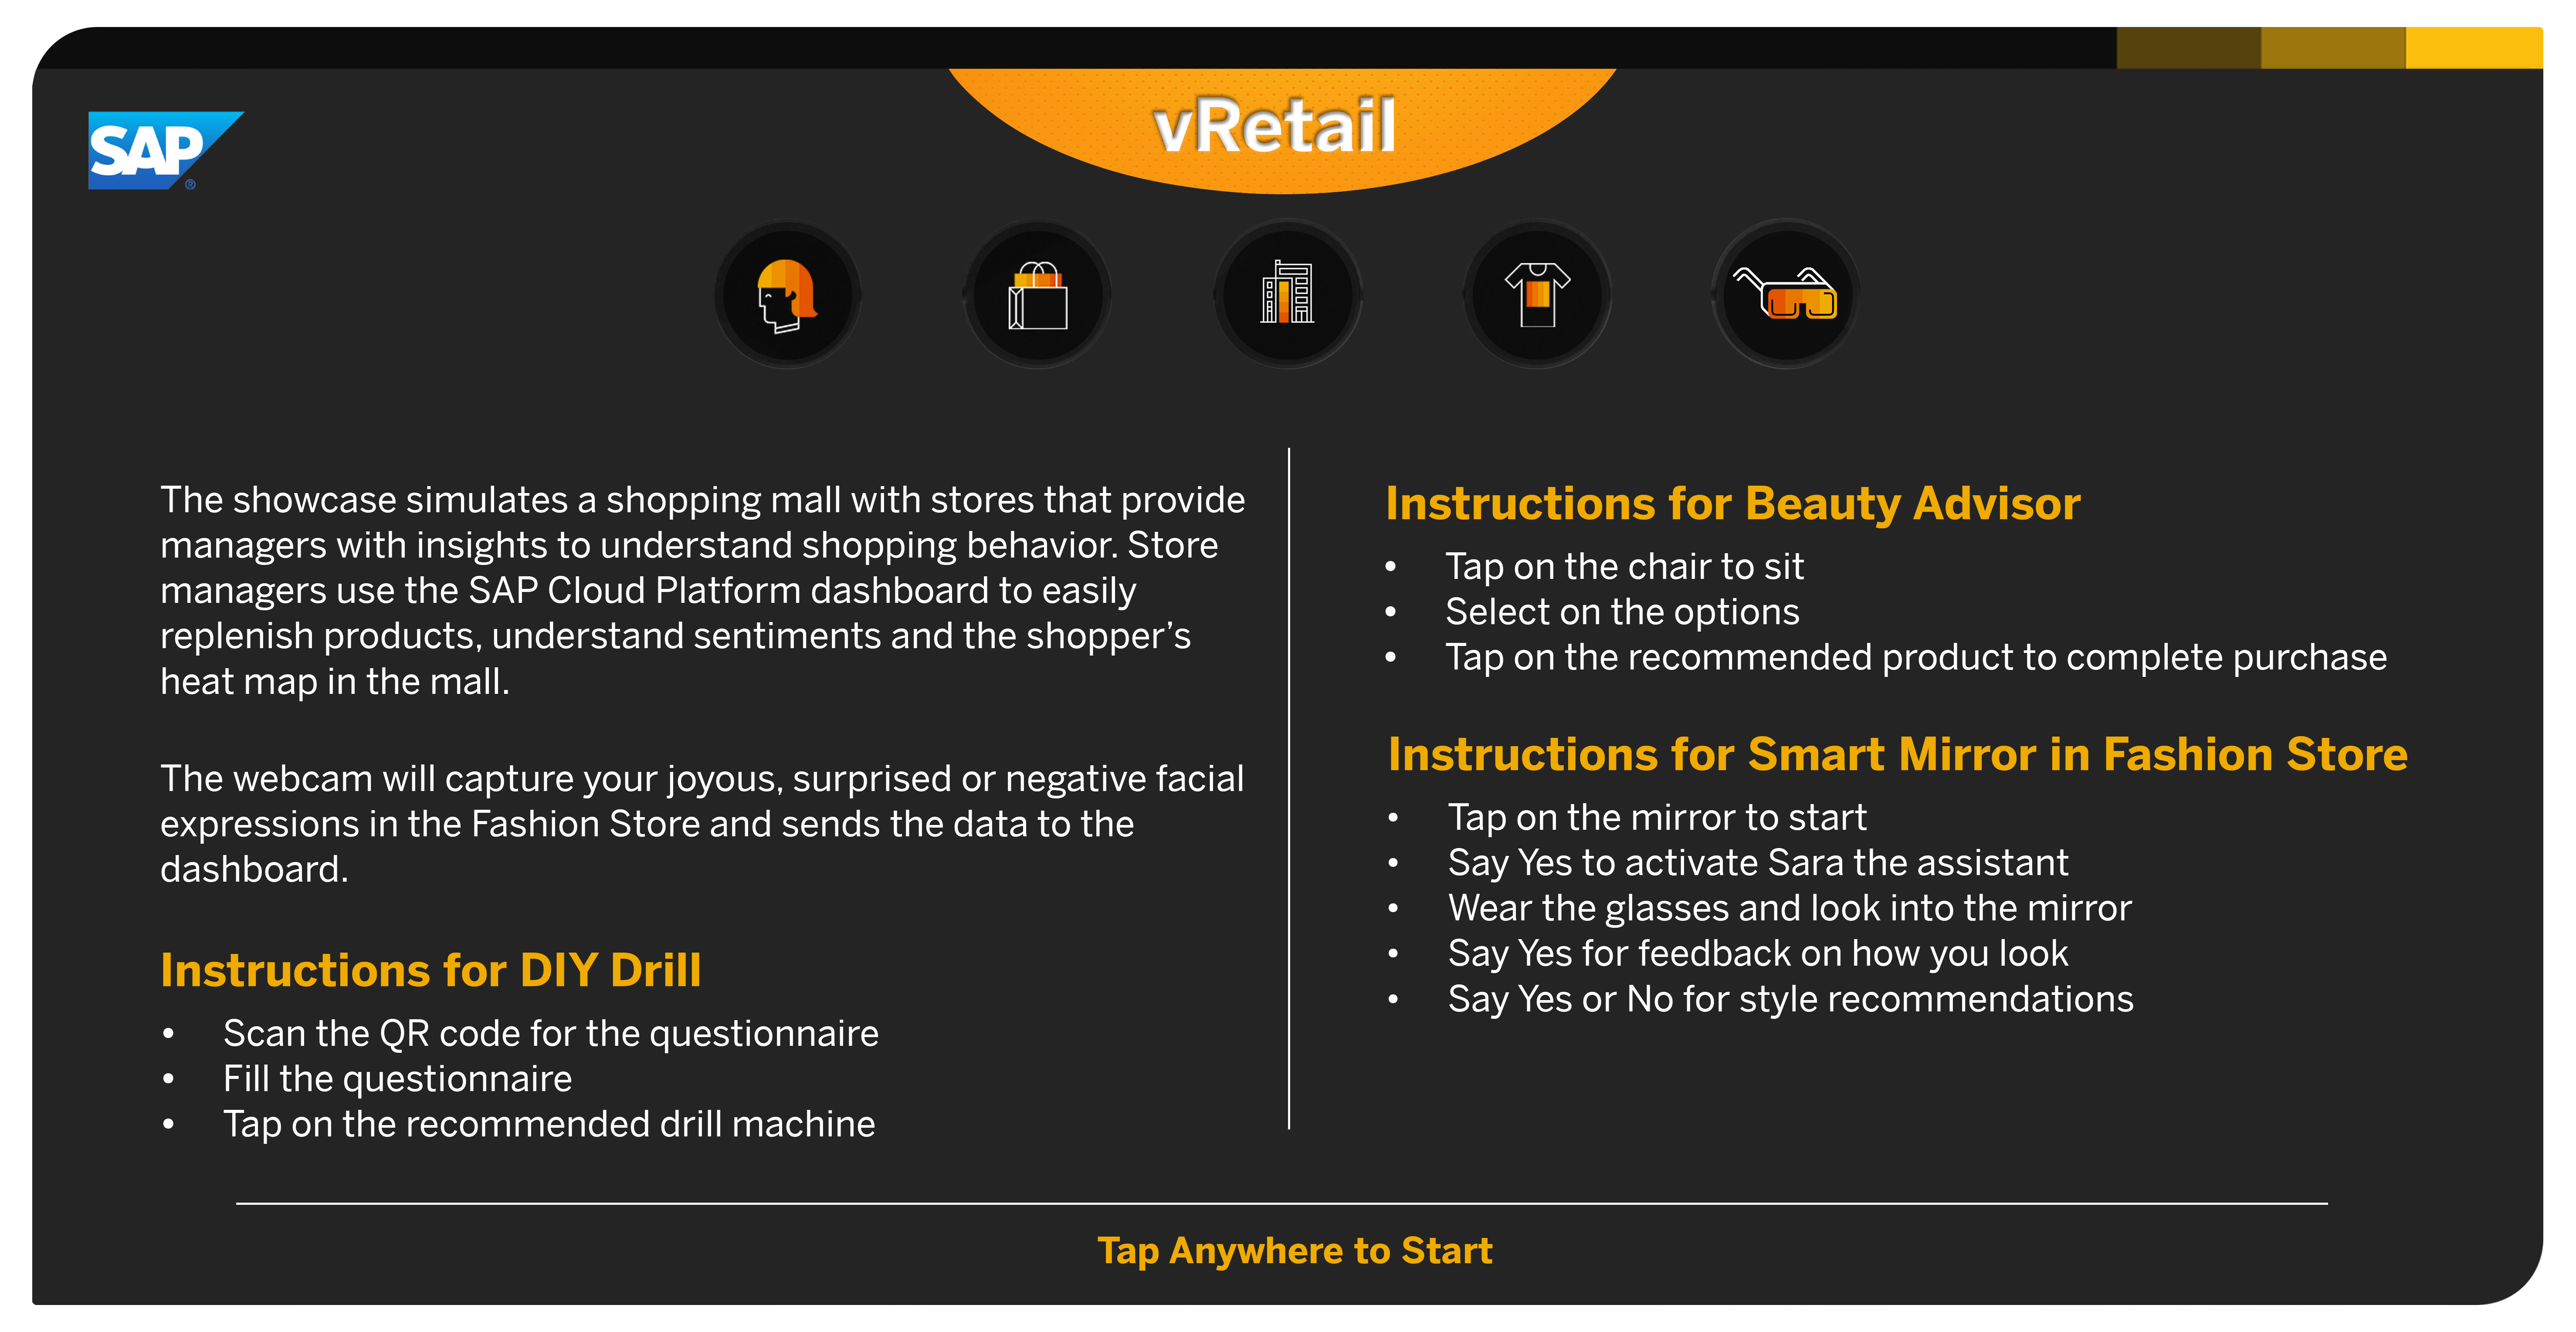 SAP
®
vRetail
The showcase simulates a shopping mall with stores that provide
managers with insights to understand shopping behavior. Store
managers use the SAP Cloud Platform dashboard to easily
replenish products, understand sentiments and the shopper’s
heat map in the mall.
The webcam will capture your joyous, surprised or negative facial
expressions in the Fashion Store and sends the data to the
dashboard.
Instructions for DIY Drill
• Scan the QR code for the questionnaire
• Fill the questionnaire
• Tap on the recommended drill machine
Instructions for Beauty Advisor
• Tap on the chair to sit
• Select on the options
• Tap on the recommended product to complete purchase
Instructions for Smart Mirror in Fashion Store
• Tap on the mirror to start
• Say Yes to activate Sara the assistant
• Wear the glasses and look into the mirror
• Say Yes for feedback on how you look
• Say Yes or No for style recommendations
Tap Anywhere to Start